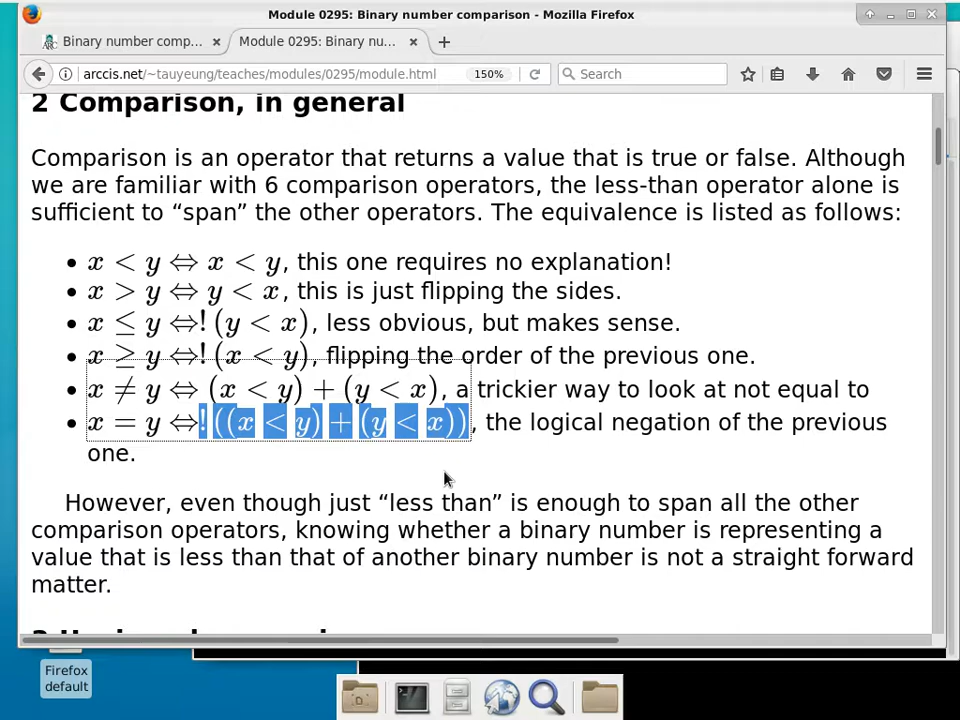 Module 0295: Binary number comparison - Mozilla Firefox
Binary number comp...
Module 0295: Binary nu...
arccis.net/~tauyeung/teaches/modules/0295/module.html
150%
Search
2 Comparison, in general
Comparison is an operator that returns a value that is true or false. Although
we are familiar with 6 comparison operators, the less-than operator alone is
sufficient to “span” the other operators. The equivalence is listed as follows:
• x < y ⇔ x < y, this one requires no explanation!
• x > y ⇔ y < x, this is just flipping the sides.
• x ≤ y ⇔! (y < x), less obvious, but makes sense.
• x ≥ y ⇔! (x < y), flipping the order of the previous one.
• x ≠ y ⇔ (x < y) + (y < x), a trickier way to look at not equal to
• x = y ⇔! ((x < y) + (y < x)), the logical negation of the previous
one.
However, even though just “less than” is enough to span all the other
comparison operators, knowing whether a binary number is representing a
value that is less than that of another binary number is not a straight forward
matter.
Firefox
default